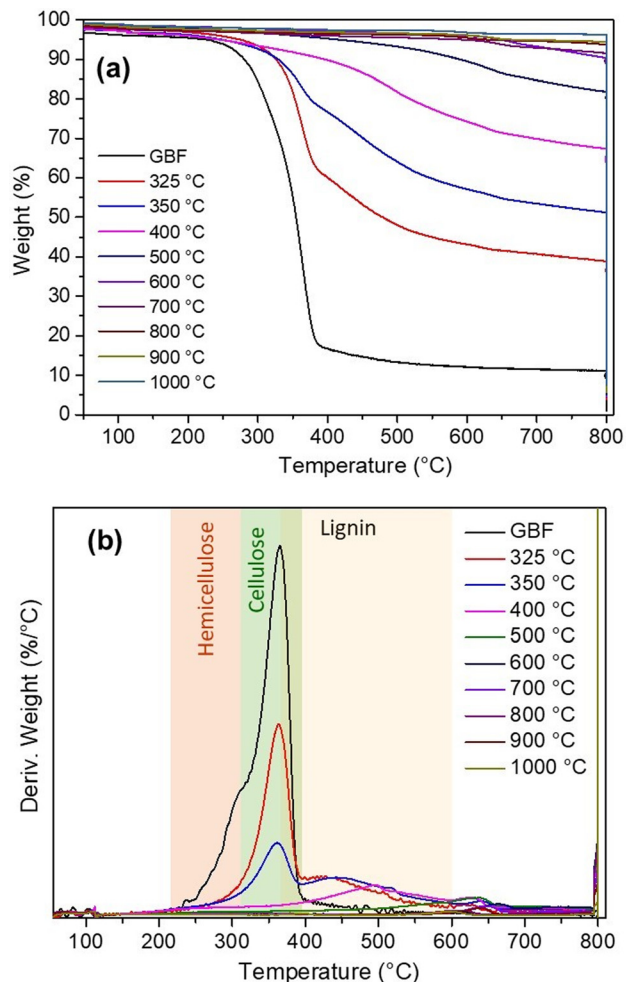 (a)
Weight (%)
100
90
80
70
60
50
40
30
20
10
0
GBF
325 °C
350 °C
400 °C
500 °C
600 °C
700 °C
800 °C
900 °C
1000 °C
100 200 300 400 500 600 700 800
Temperature (°C)
(b)
Deriv. Weight (%/°C)
Hemicellulose
Cellulose
Lignin
GBF
325 °C
350 °C
400 °C
500 °C
600 °C
700 °C
800 °C
900 °C
1000 °C
100 200 300 400 500 600 700 800
Temperature (°C)